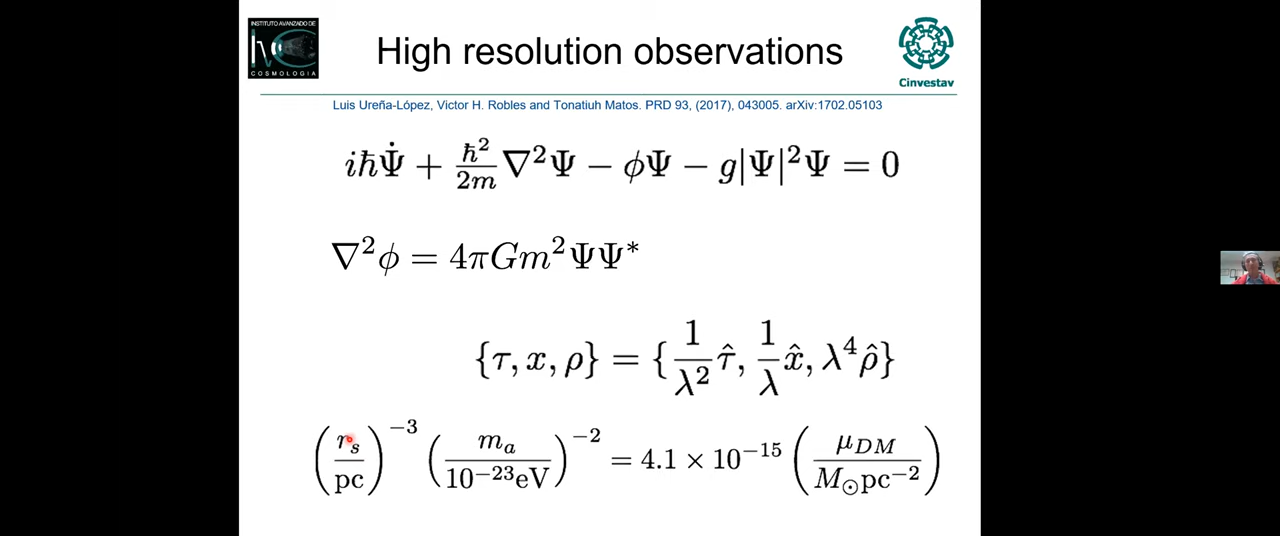 INSTITUTO AVANZADO DE
COSMOLOGIA
High resolution observations
Cinvestav
Luis Ureña-López, Victor H. Robles and Tonatiuh Matos. PRD 93, (2017), 043005. arXiv:1702.05103
iħΨ̇ + ħ²/2m ∇²Ψ − ϕΨ − g|Ψ|²Ψ = 0
∇²ϕ = 4πGm²ΨΨ*
{τ, x, ρ} = {1/λ² τ̂, 1/λ x̂, λ⁴ρ̂}
(r_s/pc)⁻³ (m_a/10⁻²³eV)⁻² = 4.1 × 10⁻¹⁵ (μ_DM/M_⊙pc⁻²)